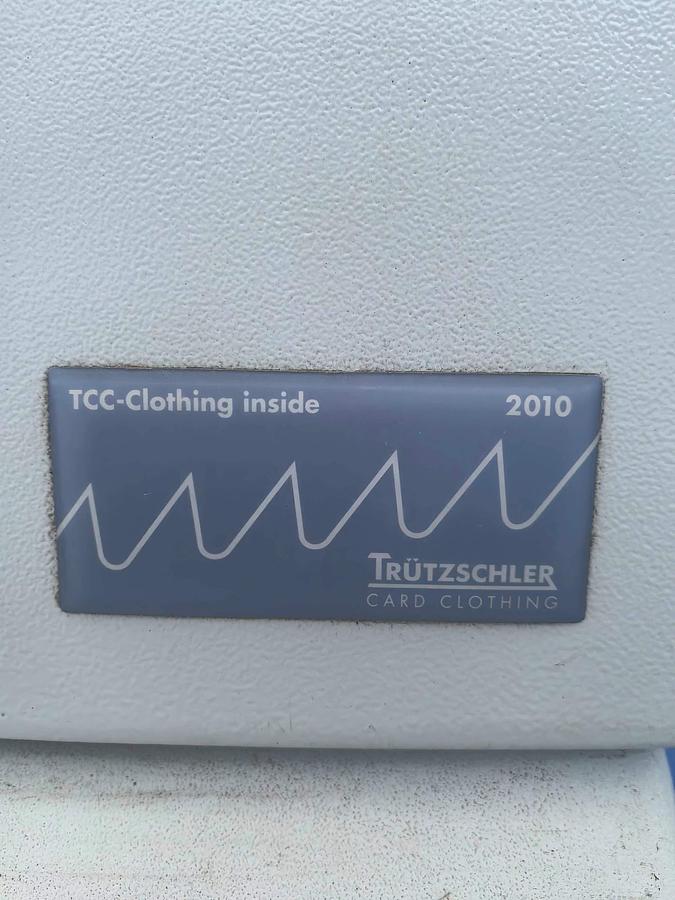 TCC-Clothing inside 2010
TRÜTZSCHLER
CARD CLOTHING